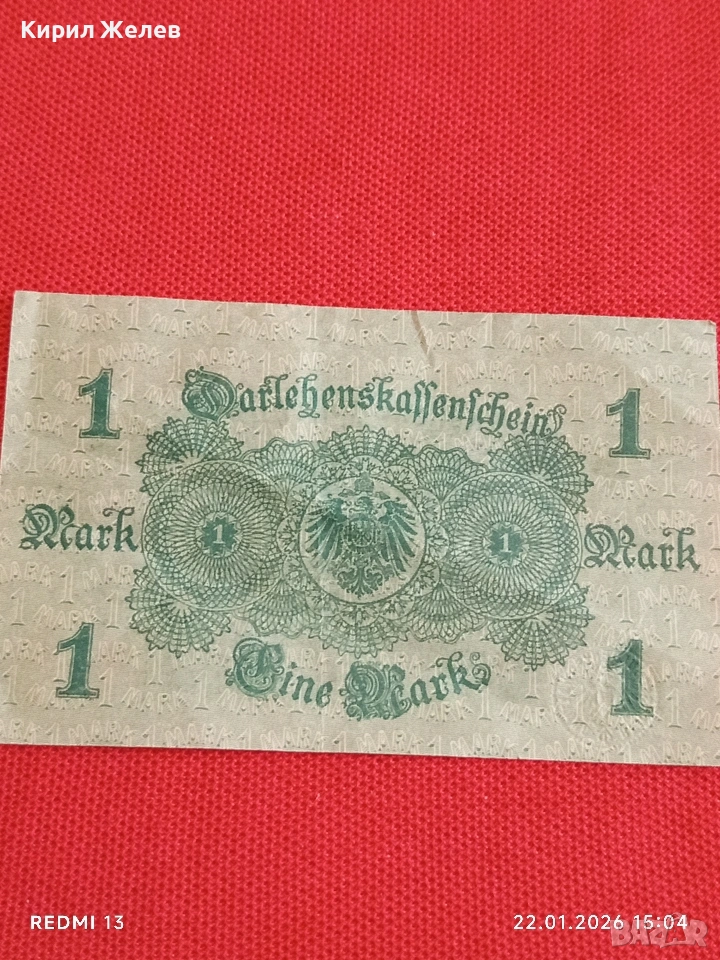 Кирил Желев
1 1
Darlehenskassenschein
Mark 1 1 Mark
1 1
Eine Mark
REDMI 13
22.01.2026 15:04
BAZAR